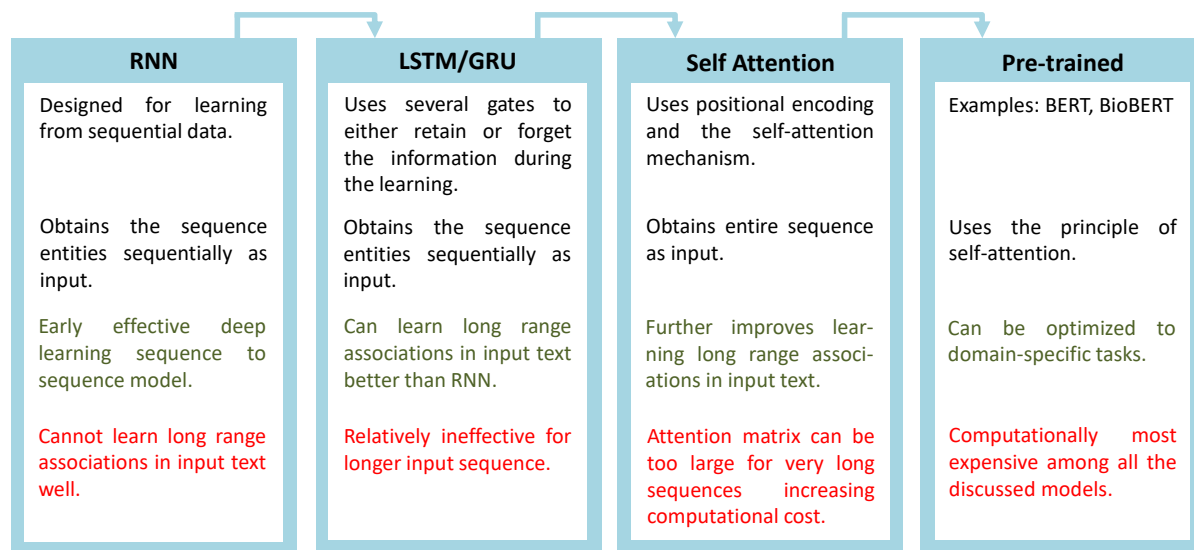 RNN
Designed for learning
from sequential data.
Obtains the sequence
entities sequentially as
input.
Early effective deep
learning sequence to
sequence model.
Cannot learn long range
associations in input text
well.
LSTM/GRU
Uses several gates to
either retain or forget
the information during
the learning.
Obtains the sequence
entities sequentially as
input.
Can learn long range
associations in input text
better than RNN.
Relatively ineffective for
longer input sequence.
Self Attention
Uses positional encoding
and the self-attention
mechanism.
Obtains entire sequence
as input.
Further improves lear-
ning long range associ-
ations in input text.
Attention matrix can be
too large for very long
sequences increasing
computational cost.
Pre-trained
Examples: BERT, BioBERT
Uses the principle of
self-attention.
Can be optimized to
domain-specific tasks.
Computationally most
expensive among all the
discussed models.